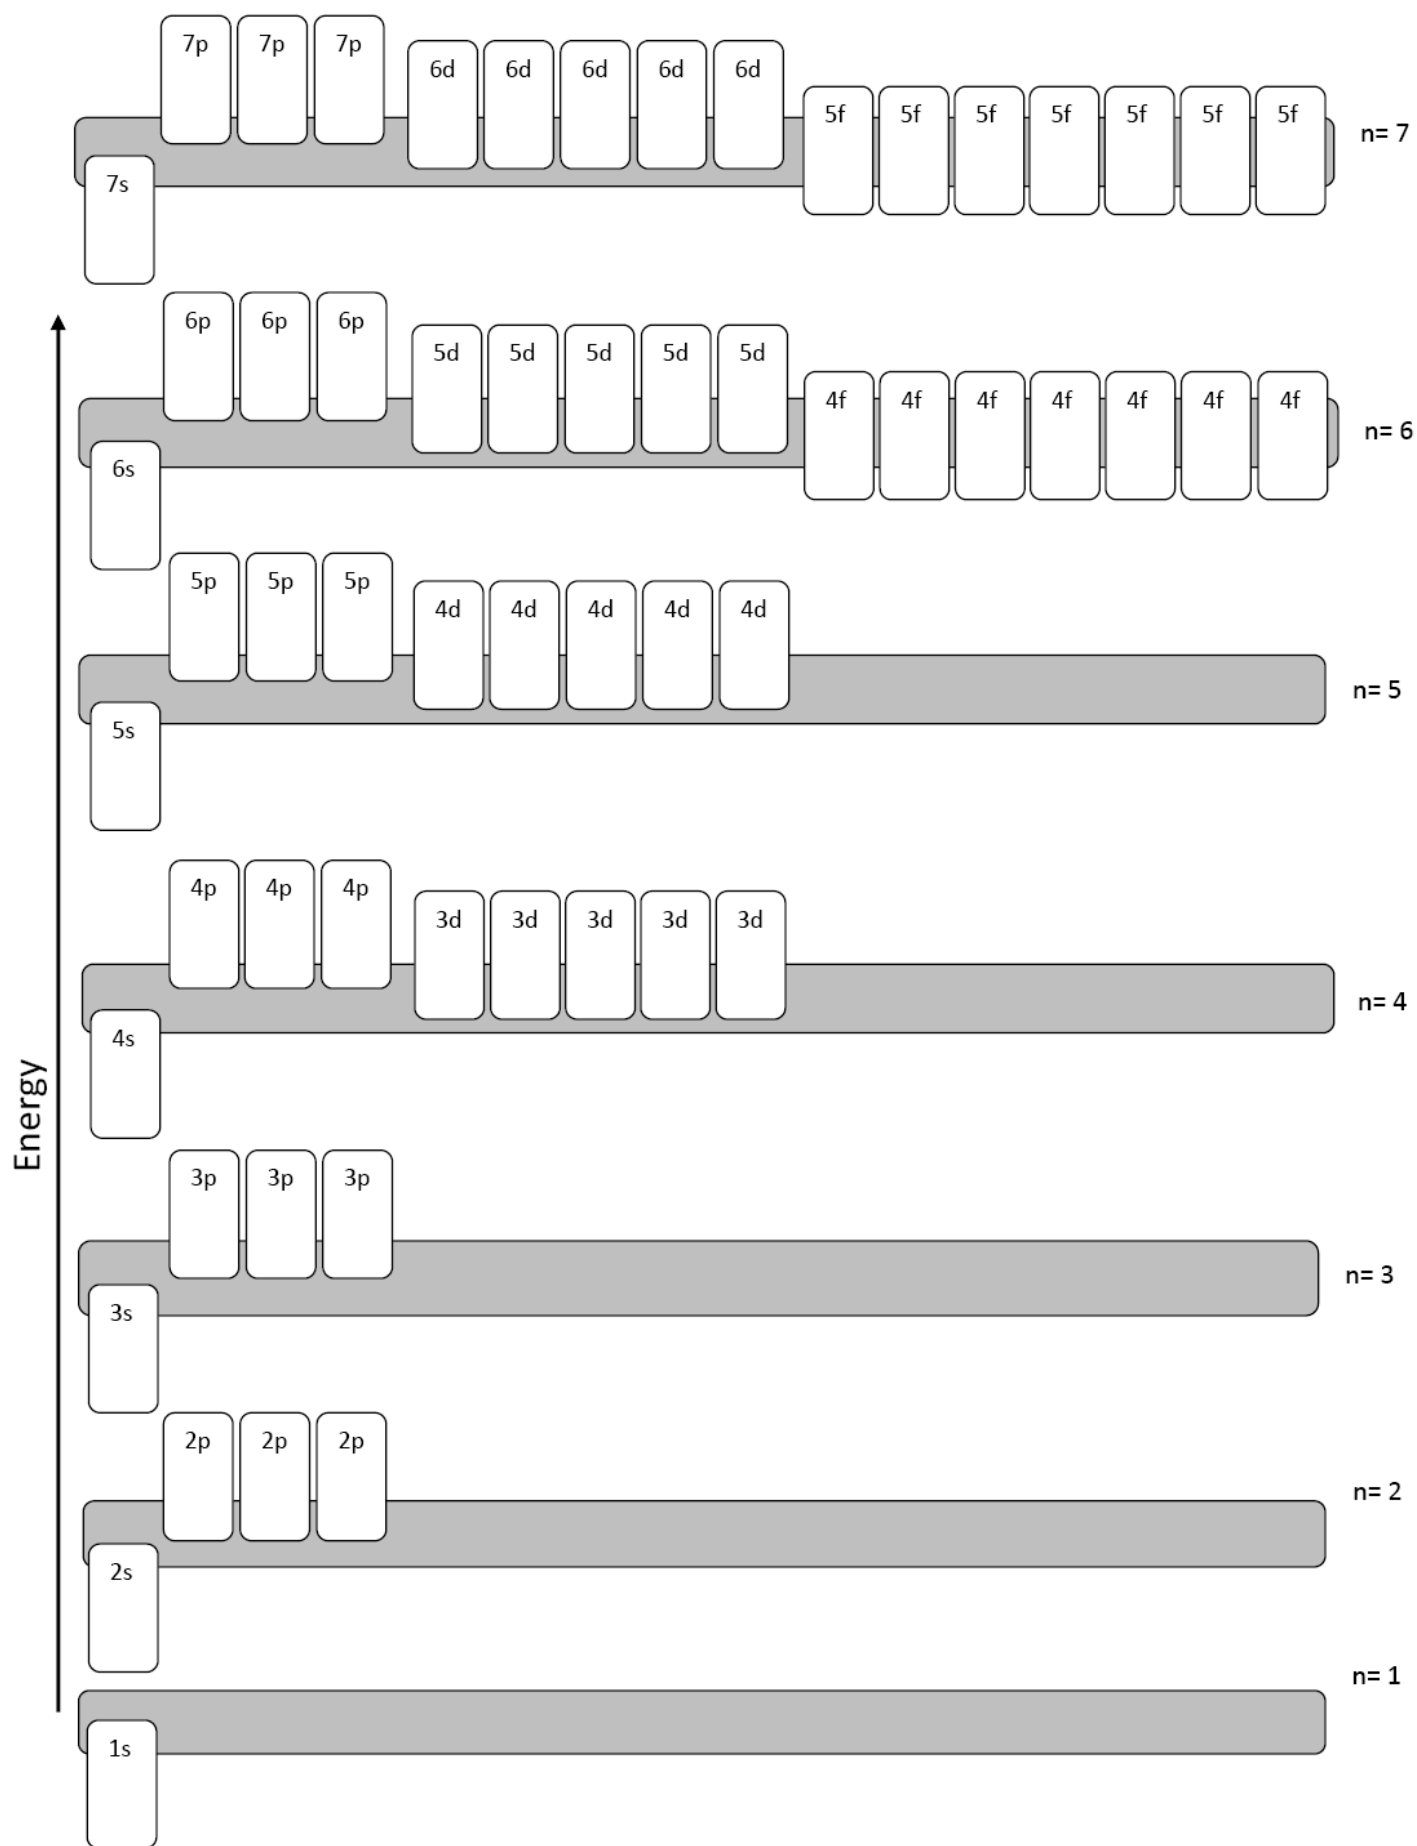 7p 7p 7p
6d 6d 6d 6d 6d
5f 5f 5f 5f 5f 5f 5f
n= 7
7s
6p 6p 6p
5d 5d 5d 5d 5d
4f 4f 4f 4f 4f 4f 4f
n= 6
6s
5p 5p 5p
4d 4d 4d 4d 4d
n= 5
5s
4p 4p 4p
3d 3d 3d 3d 3d
n= 4
4s
Energy
3p 3p 3p
n= 3
3s
2p 2p 2p
n= 2
2s
n= 1
1s